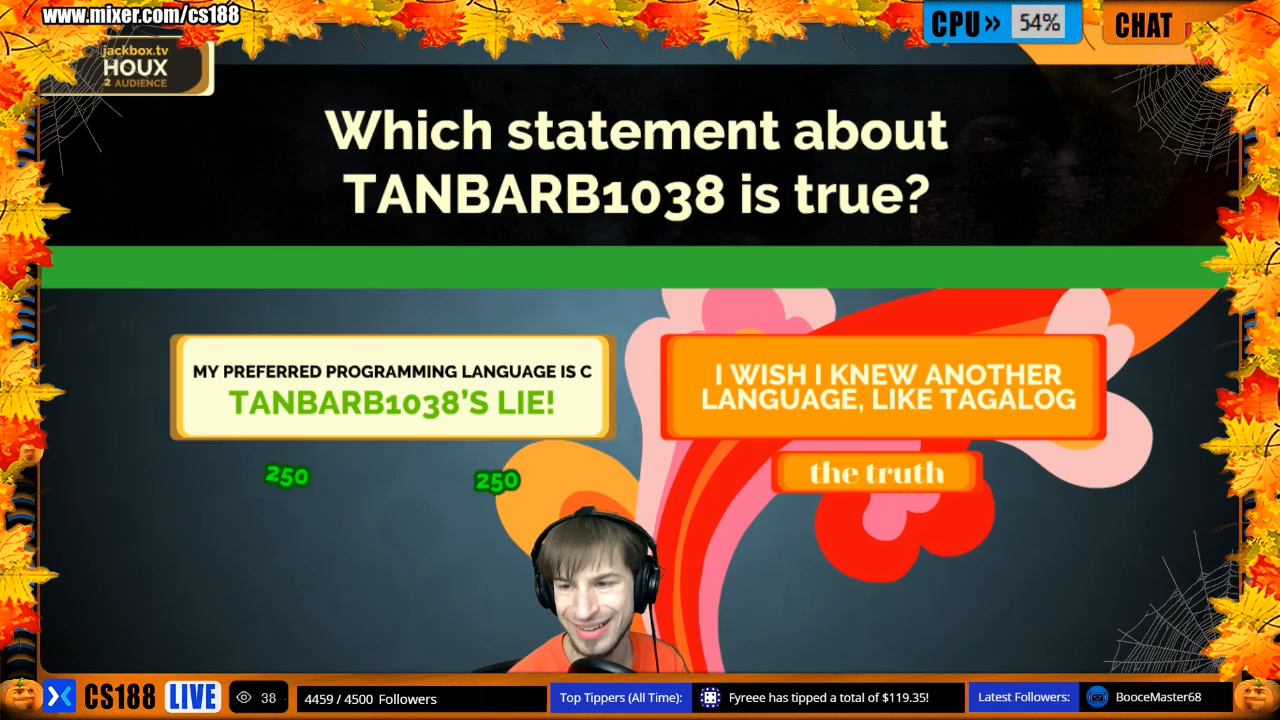 www.mixer.com/cs188
CPU» 54%
CHAT
jackbox.tv
HOUX
2 AUDIENCE
Which statement about
TANBARB1038 is true?
MY PREFERRED PROGRAMMING LANGUAGE IS C
TANBARB1038'S LIE!
I WISH I KNEW ANOTHER
LANGUAGE, LIKE TAGALOG
250
250
the truth
CS188 LIVE
38
4459 / 4500 Followers
Top Tippers (All Time):
Fyreee has tipped a total of $119.35!
Latest Followers:
BooceMaster68